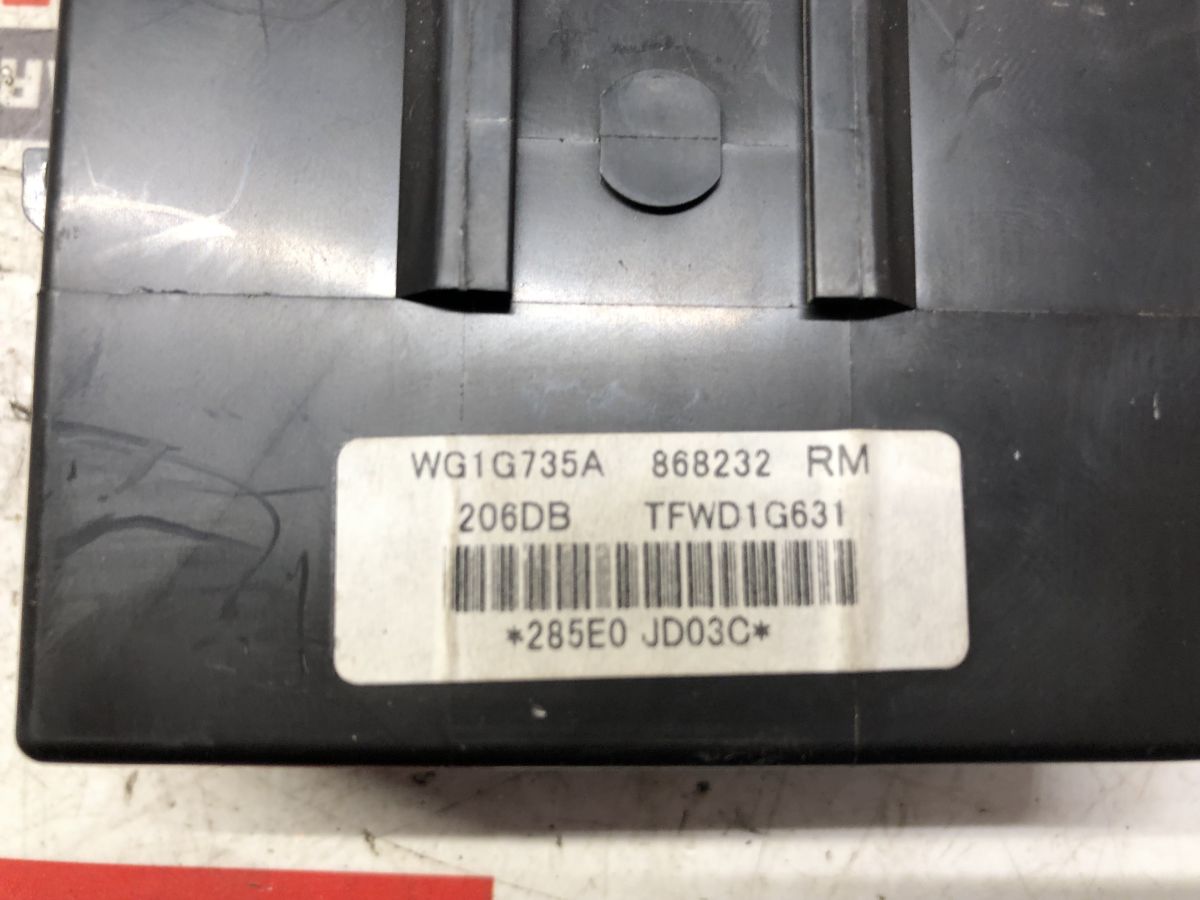 WG1G735A 868232 RM
206DB TFWD1G631
*285E0 JD03C*